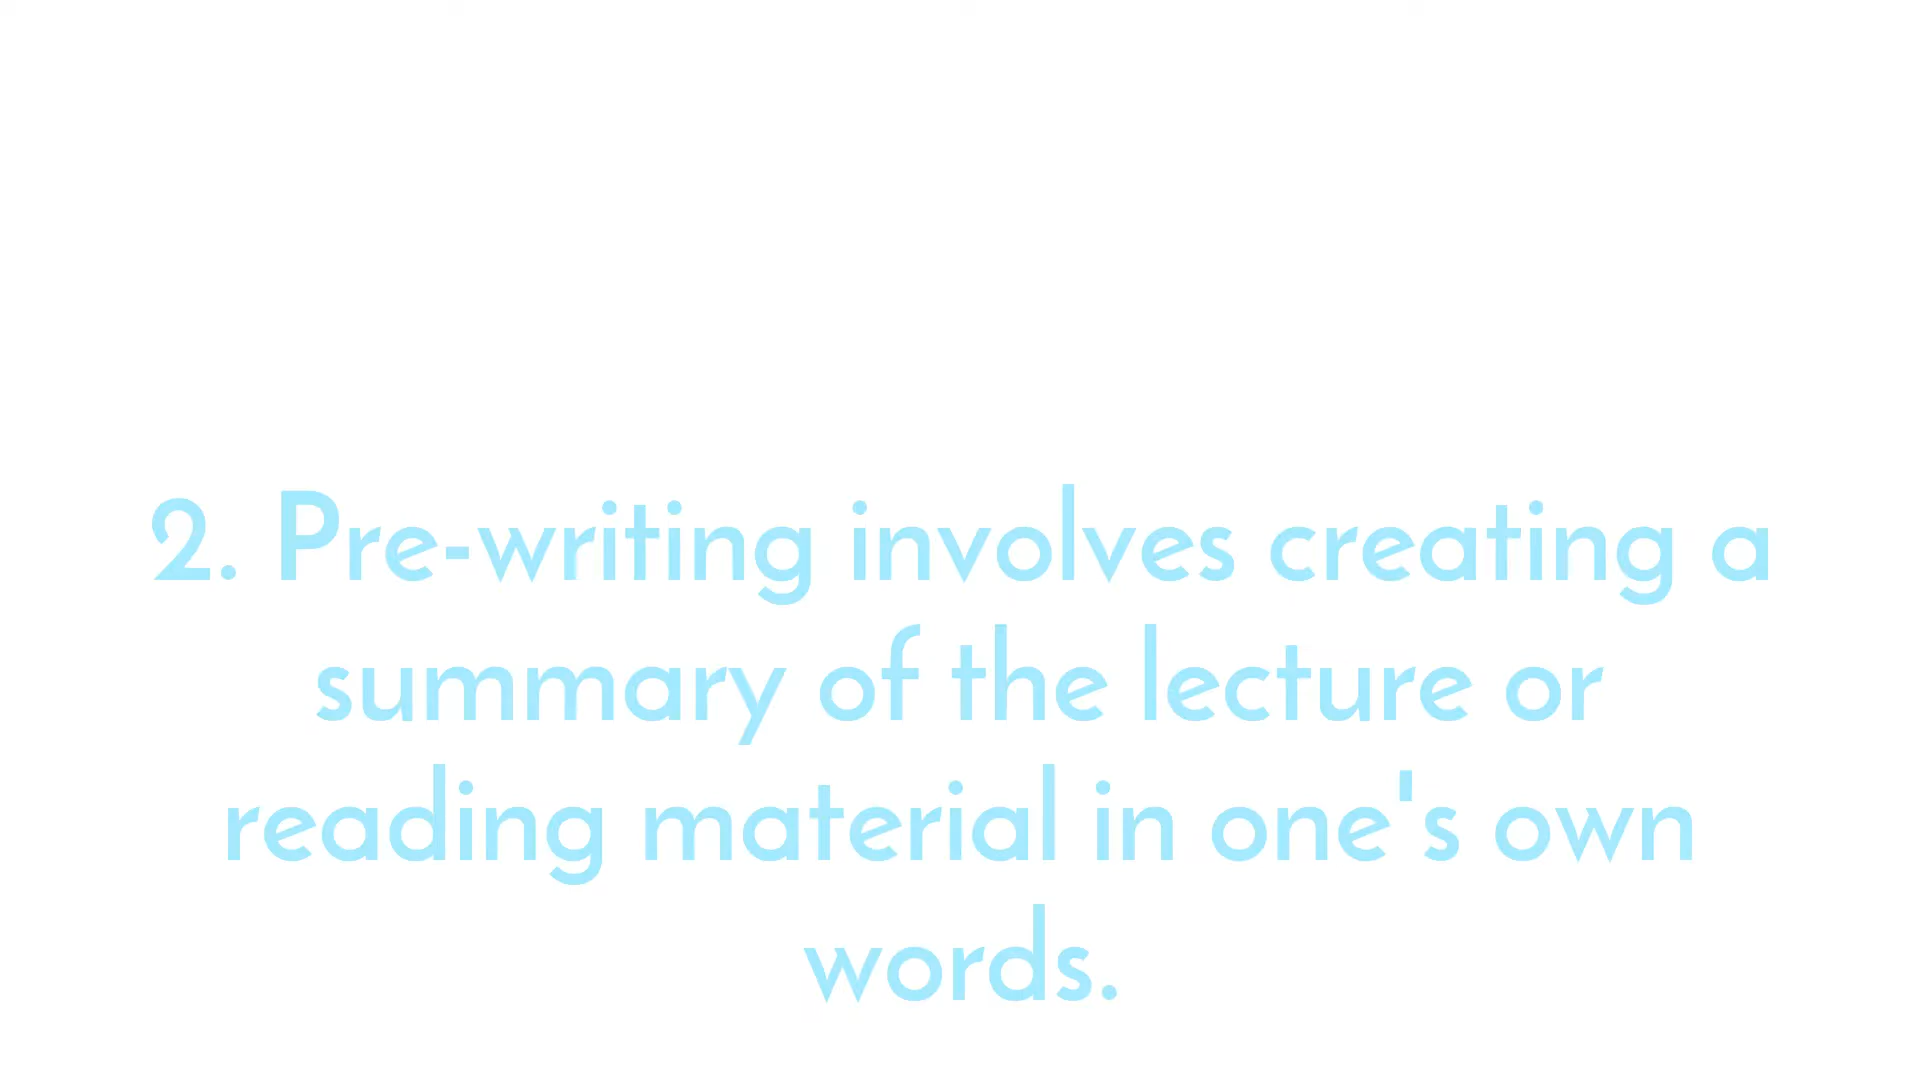 2. Pre-writing involves creating a
summary of the lecture or
reading material in one's own
words.